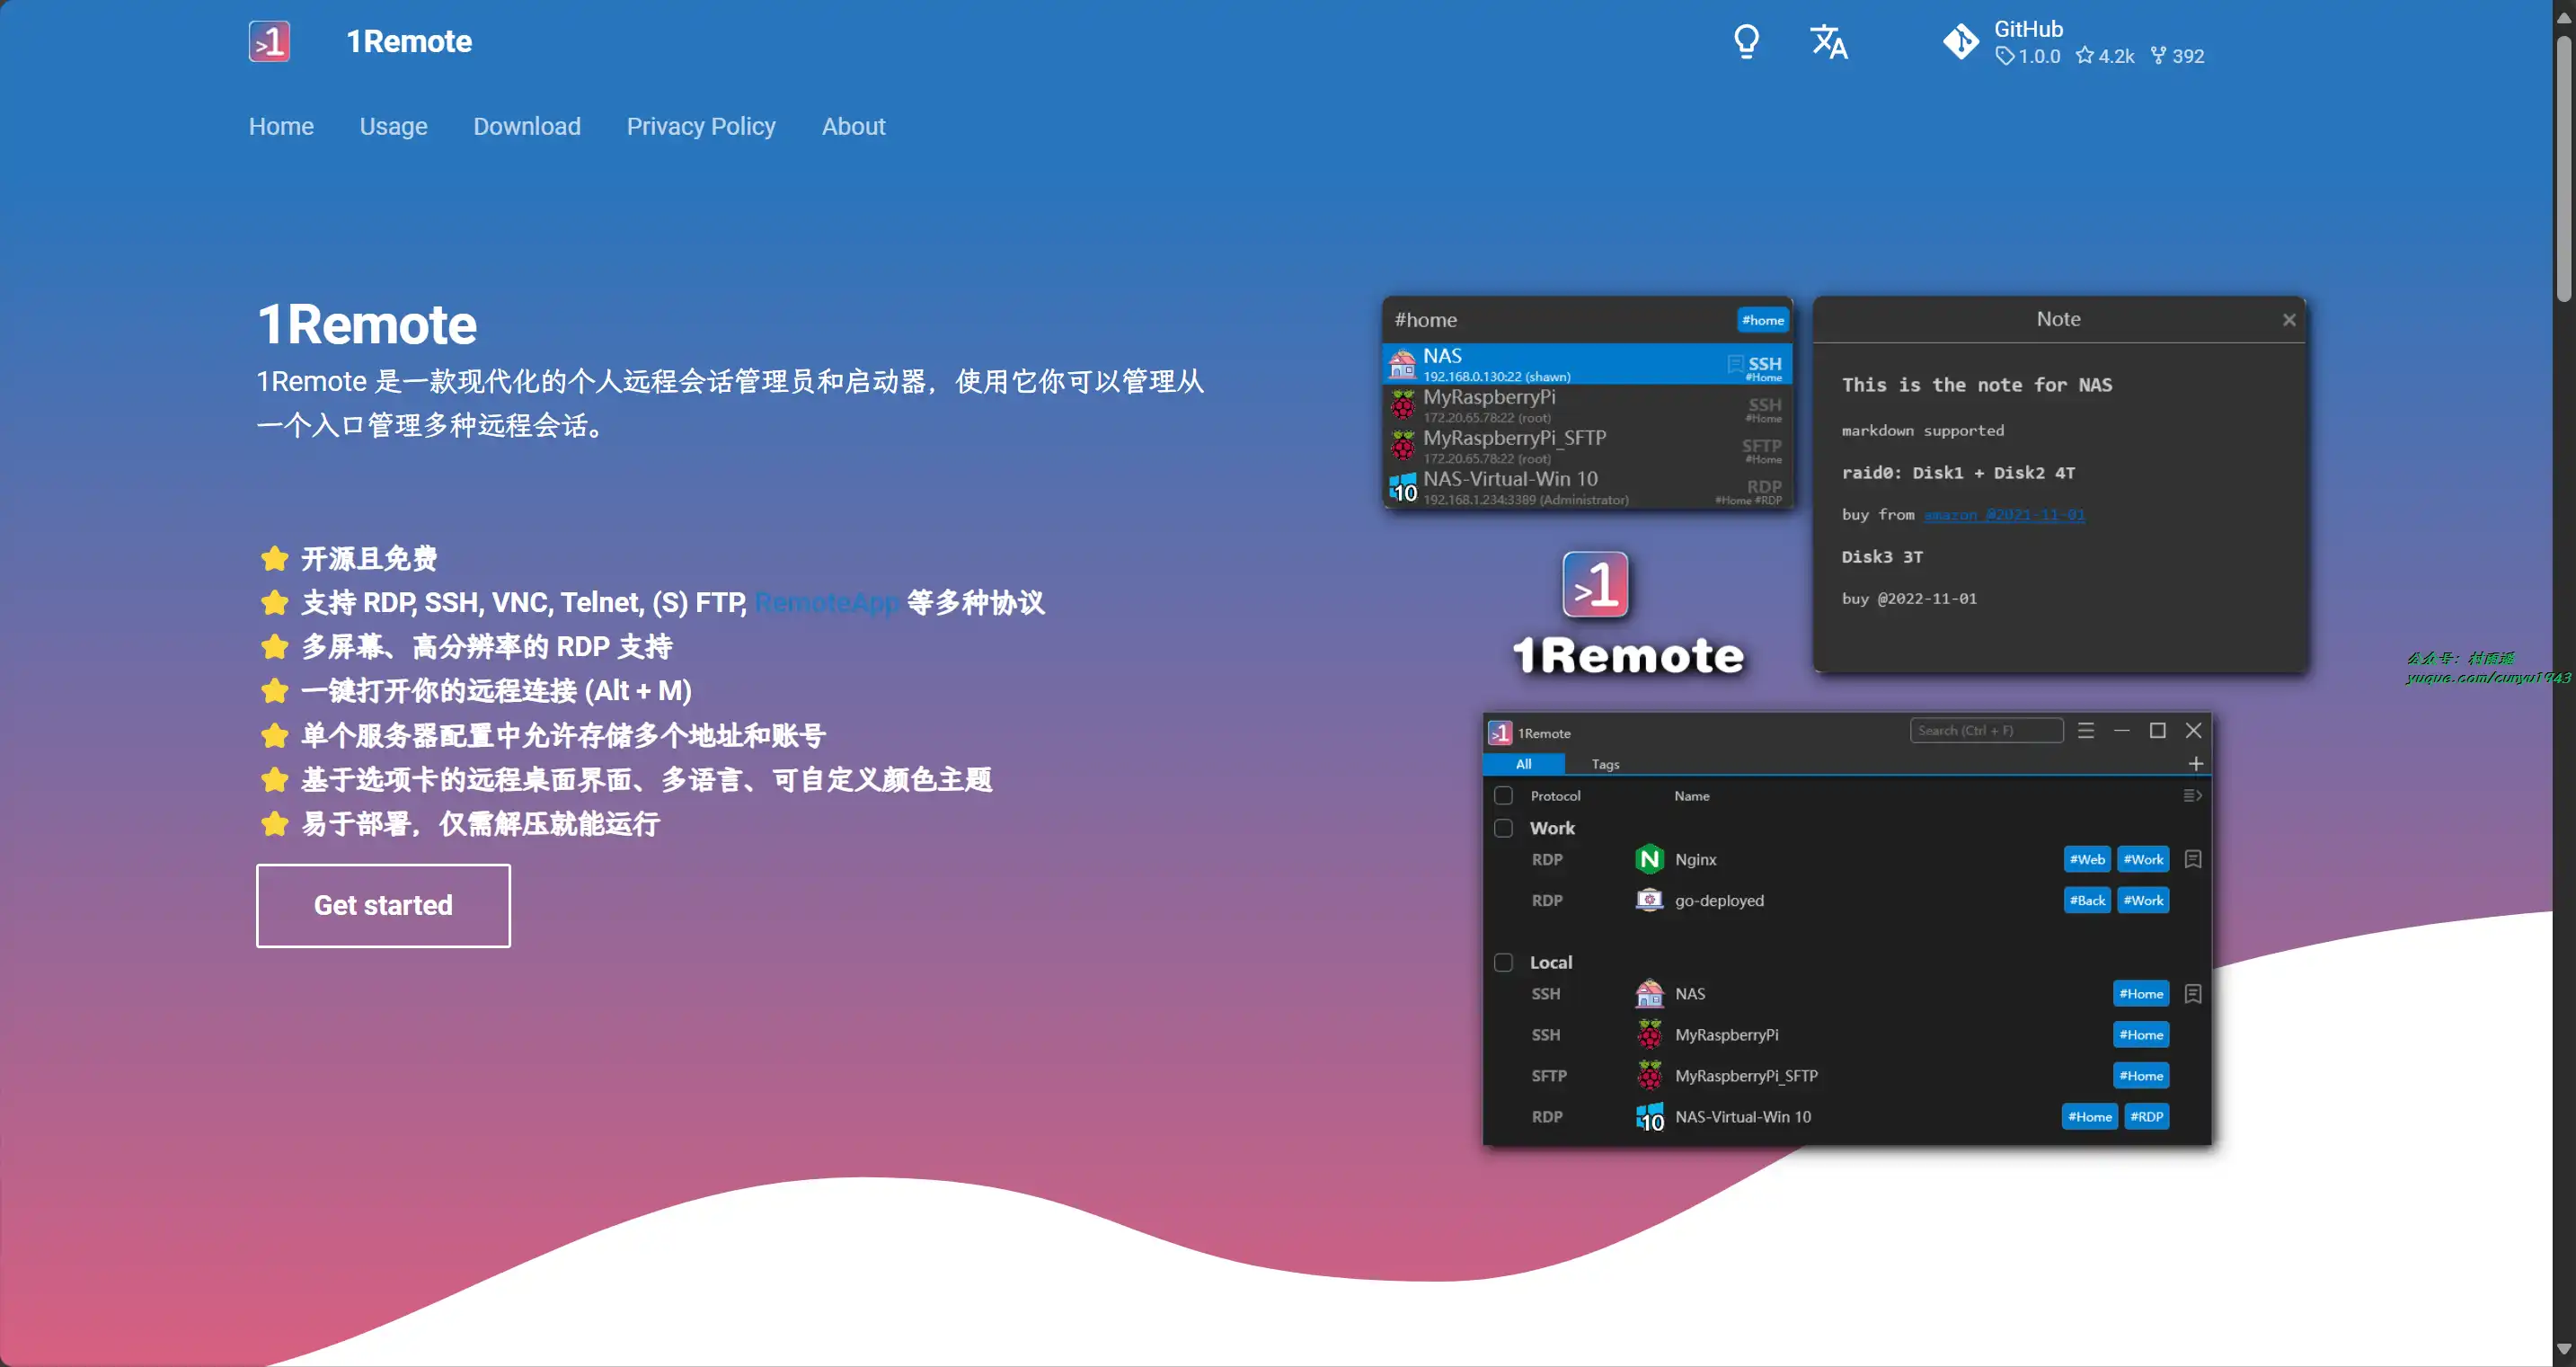 1Remote
GitHub
1.0.0 4.2k 392
Home Usage Download Privacy Policy About
1Remote
1Remote 是一款现代化的个人远程会话管理员和启动器，使用它你可以管理从
一个入口管理多种远程会话。
开源且免费
支持 RDP, SSH, VNC, Telnet, (S) FTP, RemoteApp 等多种协议
多屏幕、高分辨率的 RDP 支持
一键打开你的远程连接 (Alt + M)
单个服务器配置中允许存储多个地址和账号
基于选项卡的远程桌面界面、多语言、可自定义颜色主题
易于部署，仅需解压就能运行
Get started
#home #home
NAS SSH
192.168.0.130:22 (shawn) #Home
MyRaspberryPi SSH
172.20.65.78:22 (root) #Home
MyRaspberryPi_SFTP SFTP
172.20.65.78:22 (root) #Home
NAS-Virtual-Win 10 RDP
192.168.1.234:3389 (Administrator) #Home #RDP
Note
This is the note for NAS
markdown supported
raid0: Disk1 + Disk2 4T
buy from amazon @2021-11-01
Disk3 3T
buy @2022-11-01
1Remote
1Remote Search (Ctrl + F)
All Tags
Protocol Name
Work
RDP Nginx #Web #Work
RDP go-deployed #Back #Work
Local
SSH NAS #Home
SSH MyRaspberryPi #Home
SFTP MyRaspberryPi_SFTP #Home
RDP NAS-Virtual-Win 10 #Home #RDP
公众号：村雨遥
yuque.com/cunyu1943